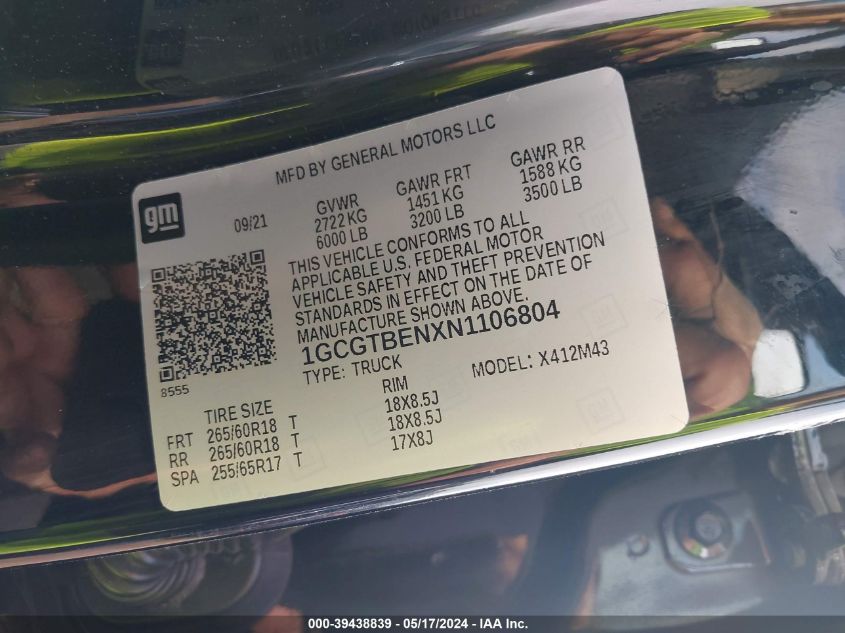 MFD BY GENERAL MOTORS LLC
gm
09/21
GVWR GAWR FRT GAWR RR
2722 KG 1451 KG 1588 KG
6000 LB 3200 LB 3500 LB
THIS VEHICLE CONFORMS TO ALL
APPLICABLE U.S. FEDERAL MOTOR
VEHICLE SAFETY AND THEFT PREVENTION
STANDARDS IN EFFECT ON THE DATE OF
MANUFACTURE SHOWN ABOVE.
1GCGTBENXN1106804
8555
TYPE: TRUCK MODEL: X412M43
TIRE SIZE RIM
FRT 265/60R18 T 18X8.5J
RR 265/60R18 T 18X8.5J
SPA 255/65R17 T 17X8J
000-39438839 - 05/17/2024 - IAA Inc.